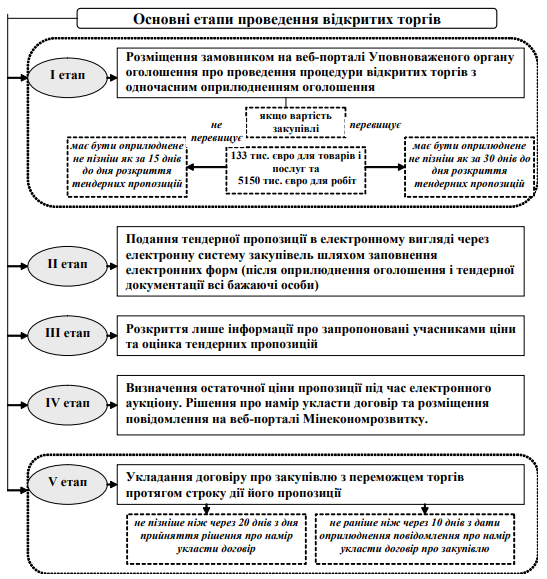 Основні етапи проведення відкритих торгів
І етап
Розміщення замовником на веб-порталі Уповноваженого органу
оголошення про проведення процедури відкритих торгів з
одночасним оприлюдненням оголошення
якщо вартість
закупівлі
не
перевищує
перевищує
має бути оприлюднене
не пізніш як за 15 днів
до дня розкриття
тендерних пропозицій
133 тис. євро для товарів і
послуг та
5150 тис. євро для робіт
має бути оприлюднене
не пізніш як за 30 днів до
дня розкриття
тендерних пропозицій
ІІ етап
Подання тендерної пропозиції в електронному вигляді через
електронну систему закупівель шляхом заповнення
електронних форм (після оприлюднення оголошення і тендерної
документації всі бажаючі особи)
ІІІ етап
Розкриття лише інформації про запропоновані учасниками ціни
та оцінка тендерних пропозицій
IV етап
Визначення остаточної ціни пропозиції під час електронного
аукціону. Рішення про намір укласти договір та розміщення
повідомлення на веб-порталі Мінекономрозвитку.
V етап
Укладання договіру про закупівлю з переможцем торгів
протягом строку дії його пропозиції
не пізніше ніж через 20 днів з дня
прийняття рішення про намір
укласти договір
не раніше ніж через 10 днів з дати
оприлюднення повідомлення про намір
укласти договір про закупівлю